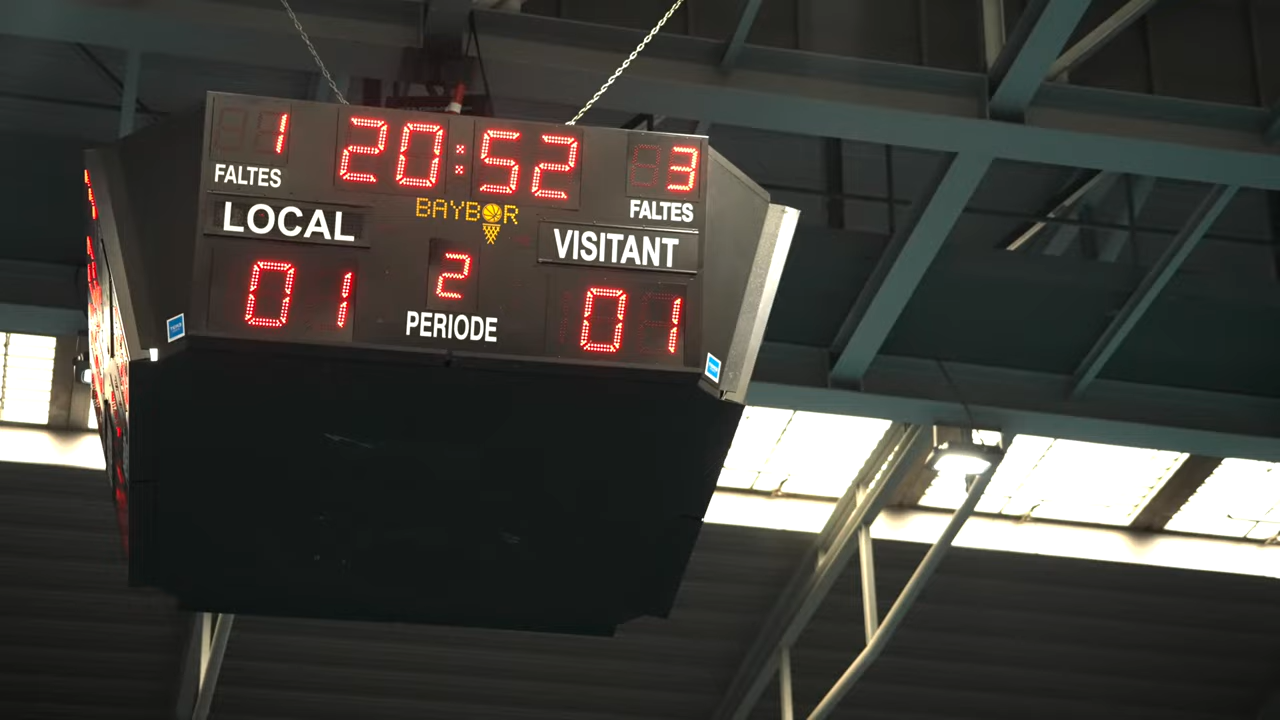 1 20:52 3
FALTES FALTES
BAYBOR
LOCAL VISITANT
01 2 01
PERIODE